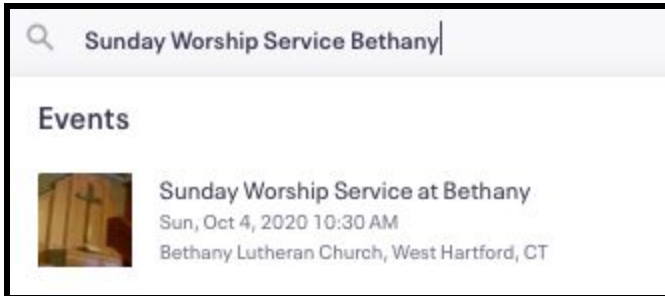 Sunday Worship Service Bethany
Events
Sunday Worship Service at Bethany
Sun, Oct 4, 2020 10:30 AM
Bethany Lutheran Church, West Hartford, CT